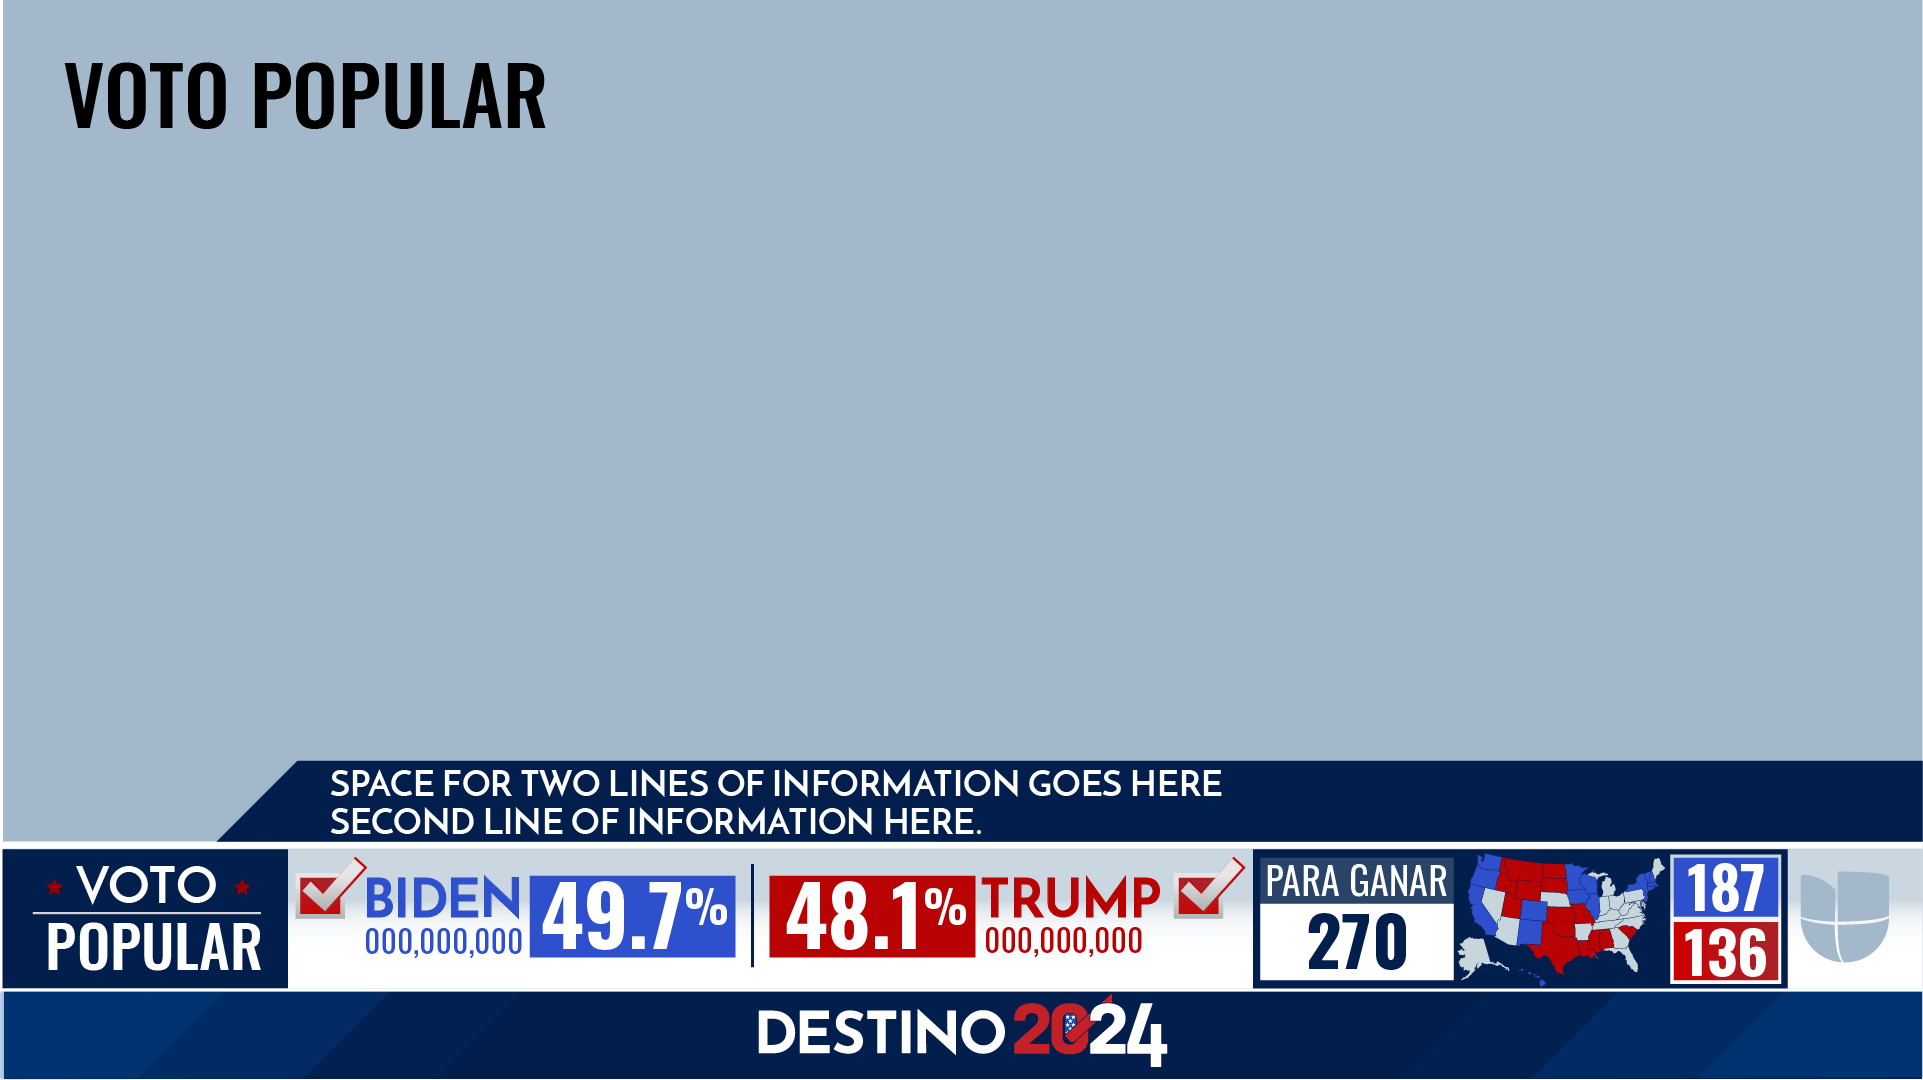 VOTO POPULAR
SPACE FOR TWO LINES OF INFORMATION GOES HERE
SECOND LINE OF INFORMATION HERE.
VOTO
POPULAR
BIDEN
000,000,000
49.7%
48.1%
TRUMP
000,000,000
PARA GANAR
270
187
136
DESTINO 2024